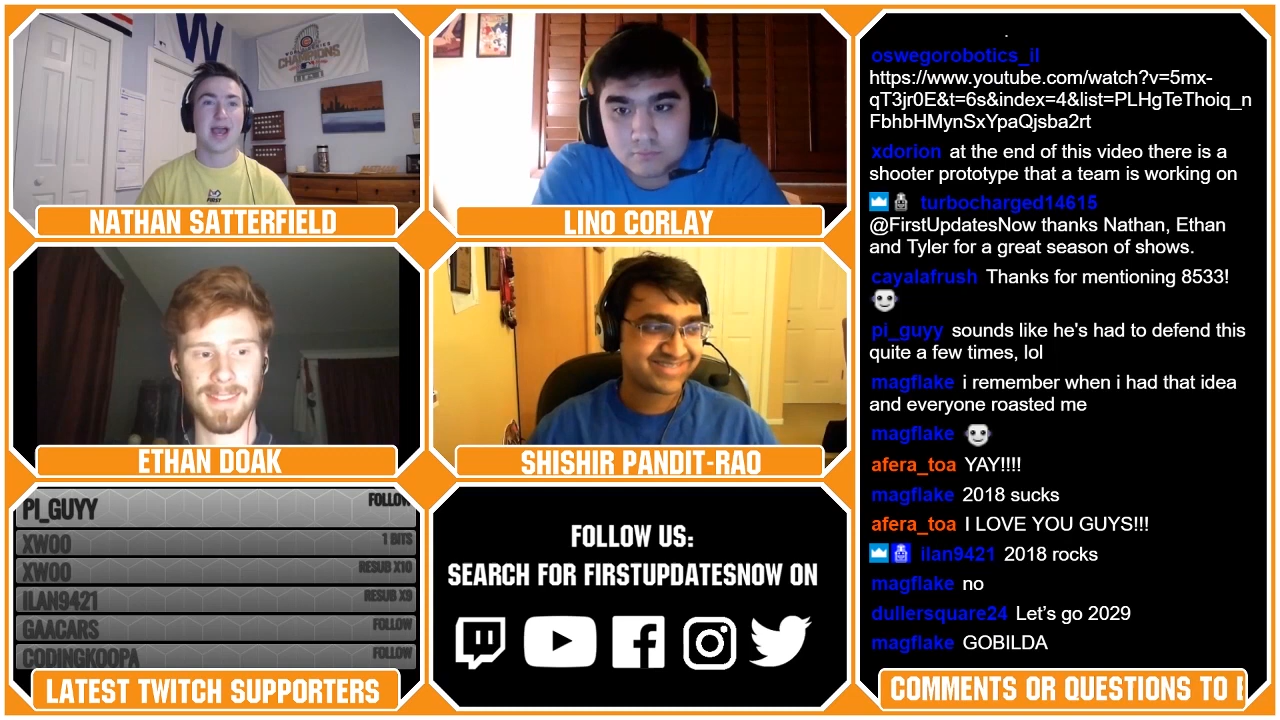 W
WORLD SERIES
CHAMPIONS
FIRST
NATHAN SATTERFIELD
LINO CORLAY
ETHAN DOAK
SHISHIR PANDIT-RAO
PI_GUYY FOLLOW
XWOO 1 BITS
XWOO RESUB X10
ILAN9421 RESUB X9
GAACARS FOLLOW
CODINGKOOPA FOLLOW
LATEST TWITCH SUPPORTERS
FOLLOW US:
SEARCH FOR FIRSTUPDATESNOW ON
oswegorobotics_il
https://www.youtube.com/watch?v=5mx-
qT3jr0E&t=6s&index=4&list=PLHgTeThoiq_n
FbhbHMynSxYpaQjsba2rt
xdorion at the end of this video there is a
shooter prototype that a team is working on
turbocharged14615
@FirstUpdatesNow thanks Nathan, Ethan
and Tyler for a great season of shows.
cayalafrush Thanks for mentioning 8533!
pi_guyy sounds like he's had to defend this
quite a few times, lol
magflake i remember when i had that idea
and everyone roasted me
magflake
afera_toa YAY!!!!
magflake 2018 sucks
afera_toa I LOVE YOU GUYS!!!
ilan9421 2018 rocks
magflake no
dullersquare24 Let’s go 2029
magflake GOBILDA
COMMENTS OR QUESTIONS TO